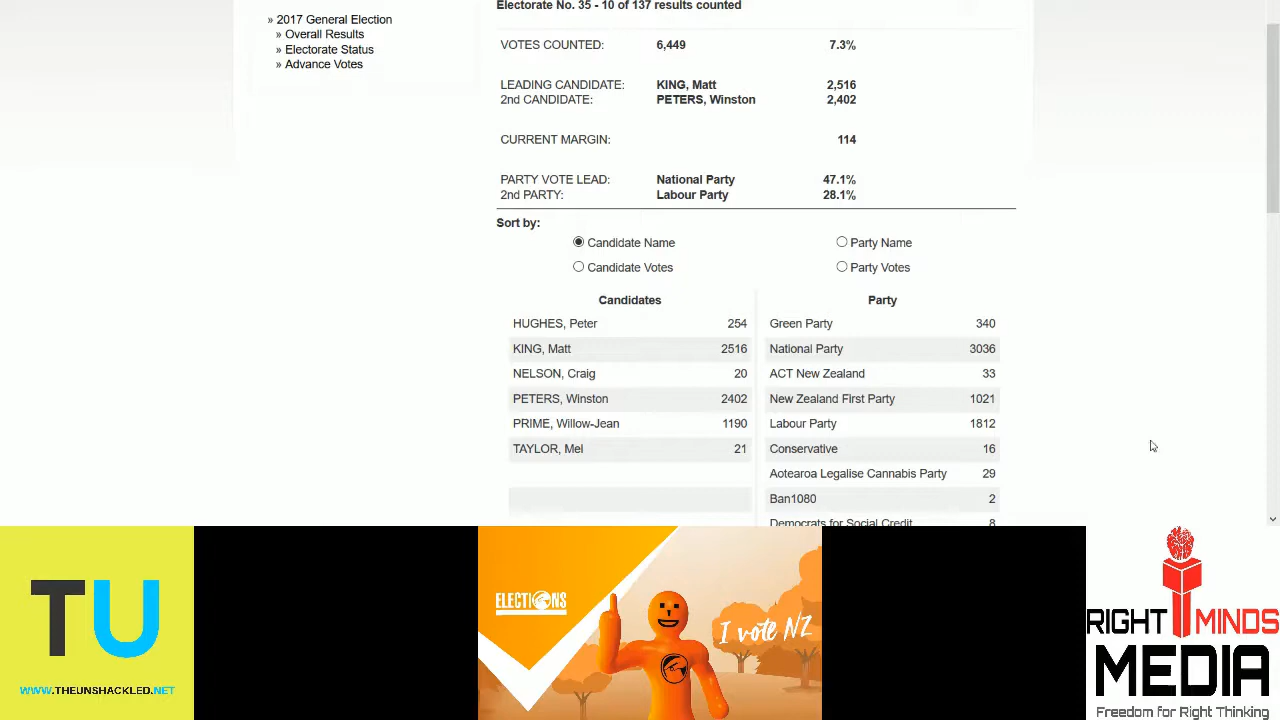 Electorate No. 35 - 10 of 137 results counted
» 2017 General Election
» Overall Results
» Electorate Status
» Advance Votes
VOTES COUNTED: 6,449 7.3%
LEADING CANDIDATE: KING, Matt 2,516
2nd CANDIDATE: PETERS, Winston 2,402
CURRENT MARGIN: 114
PARTY VOTE LEAD: National Party 47.1%
2nd PARTY: Labour Party 28.1%
Sort by:
Candidate Name Party Name
Candidate Votes Party Votes
Candidates Party
HUGHES, Peter 254 Green Party 340
KING, Matt 2516 National Party 3036
NELSON, Craig 20 ACT New Zealand 33
PETERS, Winston 2402 New Zealand First Party 1021
PRIME, Willow-Jean 1190 Labour Party 1812
TAYLOR, Mel 21 Conservative 16
Aotearoa Legalise Cannabis Party 29
Ban1080 2
Democrats for Social Credit 8
TU
WWW.THEUNSHACKLED.NET
ELECTIONS
I vote NZ
RIGHT MINDS
MEDIA
Freedom for Right Thinking